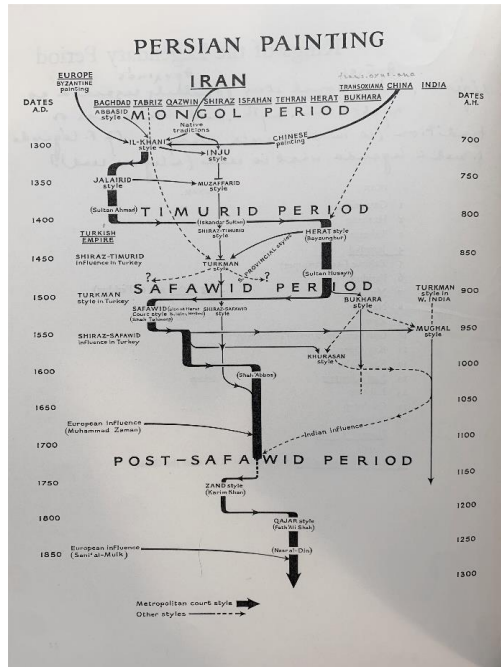 PERSIAN PAINTING
EUROPE
BYZANTINE
painting
IRAN
TRANSOXIANA CHINA INDIA
DATES
A.D.
BAGHDAD TABRIZ QAZWIN SHIRAZ ISFAHAN TEHRAN HERAT BUKHARA
DATES
A.H.
ABBASID
style
MONGOL PERIOD
Native
traditions
CHINESE
painting
1300
IL-KHANI
style
INJU
style
700
1350
JALAIRID
style
MUZAFFARID
style
750
(Sultan Ahmad)
TIMURID PERIOD
1400
(Iskandar Sultan)
800
TURKISH
EMPIRE
SHIRAZ-TIMURID
style
HERAT style
(Baysunghur)
850
1450
SHIRAZ-TIMURID
influence in Turkey
TURKMAN
style
PROVINCIAL styles
? ?
(Sultan Husayn)
SAFAWID PERIOD
900
1500
TURKMAN
style in Turkey
BUKHARA
style
TURKMAN
style in
W. INDIA
SAFAWID
Court style
(Shah Tahmasp)
SHIRAZ-SAFAWID
style
950
1550
SHIRAZ-SAFAWID
influence in Turkey
MUGHAL
style
KHURASAN
style
1000
1600
(Shah 'Abbas)
1050
1650
European influence
(Muhammad Zaman)
Indian influence
1100
1700
POST-SAFAWID PERIOD
1150
1750
ZAND style
(Karim Khan)
1200
1800
QAJAR style
(Fath 'Ali Shah)
1250
1850
European influence
(Sani' al-Mulk)
(Nasr al-Din)
1300
Metropolitan court style
Other styles